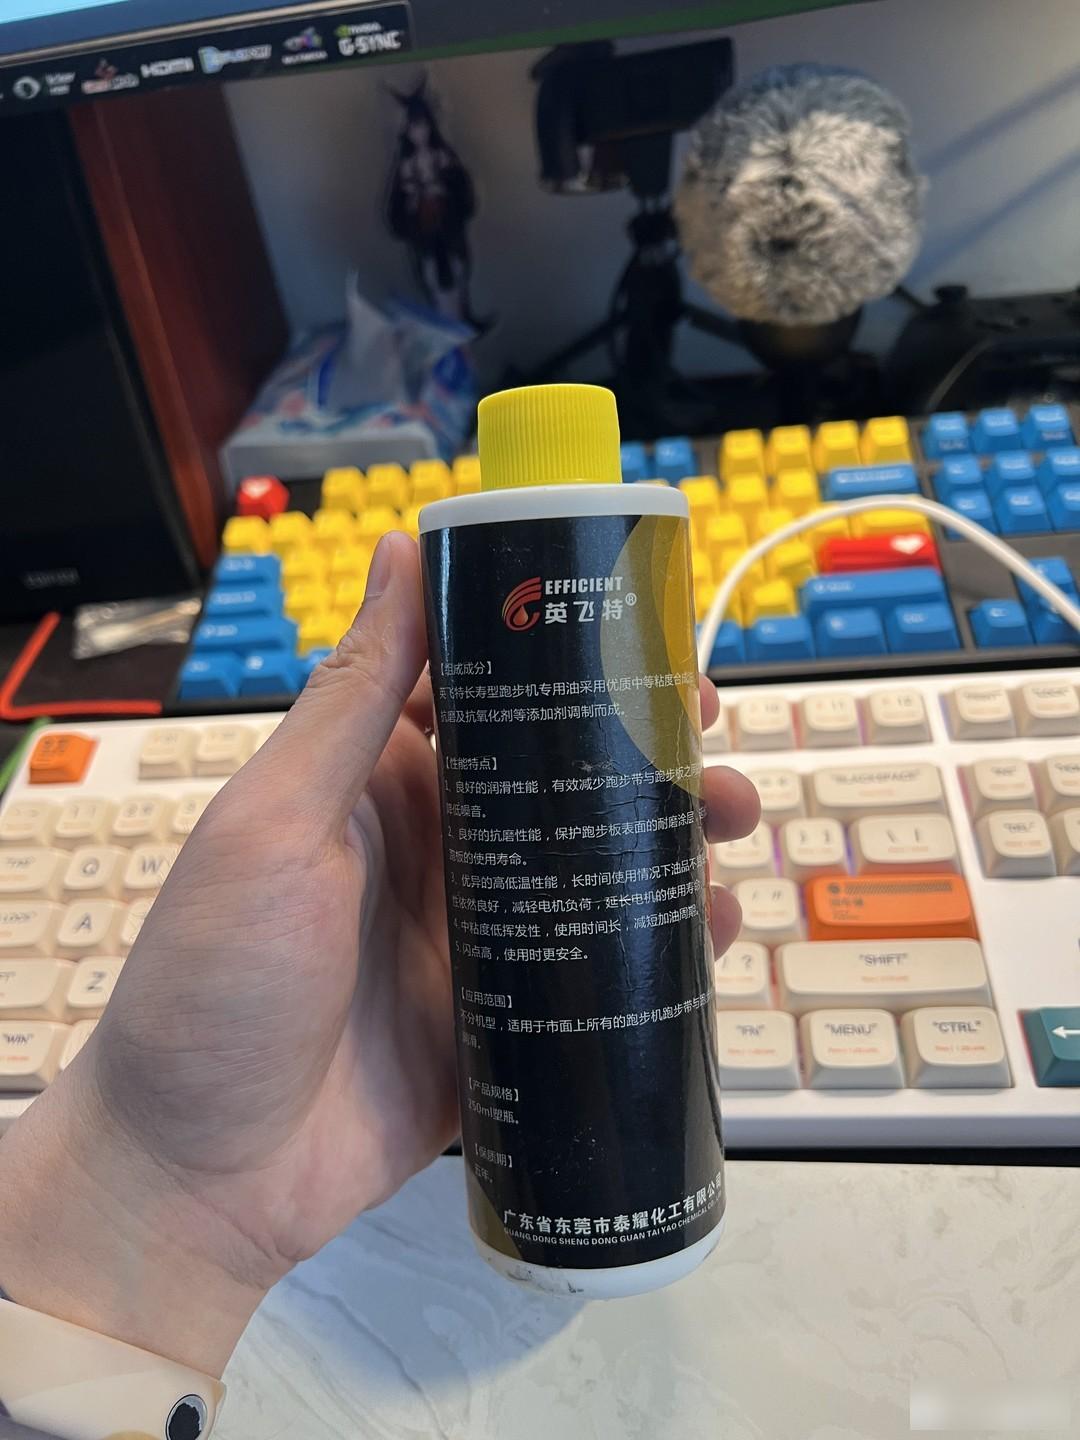 HDMI
NVIDIA
G-SYNC
EFFICIENT
英飞特®
【组成成分】
英飞特长寿型跑步机专用油采用优质中等粘度合成
抗磨及抗氧化剂等添加剂调制而成。
【性能特点】
1、良好的润滑性能，有效减少跑步带与跑步板之间
降低噪音。
2、良好的抗磨性能，保护跑步板表面的耐磨涂层
的使用寿命。
3、优异的高低温性能，长时间使用情况下油品不
性依然良好，减轻电机负荷，延长电机的使用寿命
4、中粘度低挥发性，使用时间长，减短加油周期。
5、闪点高，使用时更安全。
【应用范围】
不分机型，适用于市面上所有的跑步机跑步带与跑
润滑。
【产品规格】
250ml塑瓶。
【保质期】
五年。
广东省东莞市泰耀化工有限公司
GUANG DONG SHENG DONG GUAN TAI YAO CHEMICAL CO.
"BACKSPACE"
Q
W
A
Z
"SHIFT"
"WIN"
"FN"
"MENU"
"CTRL"